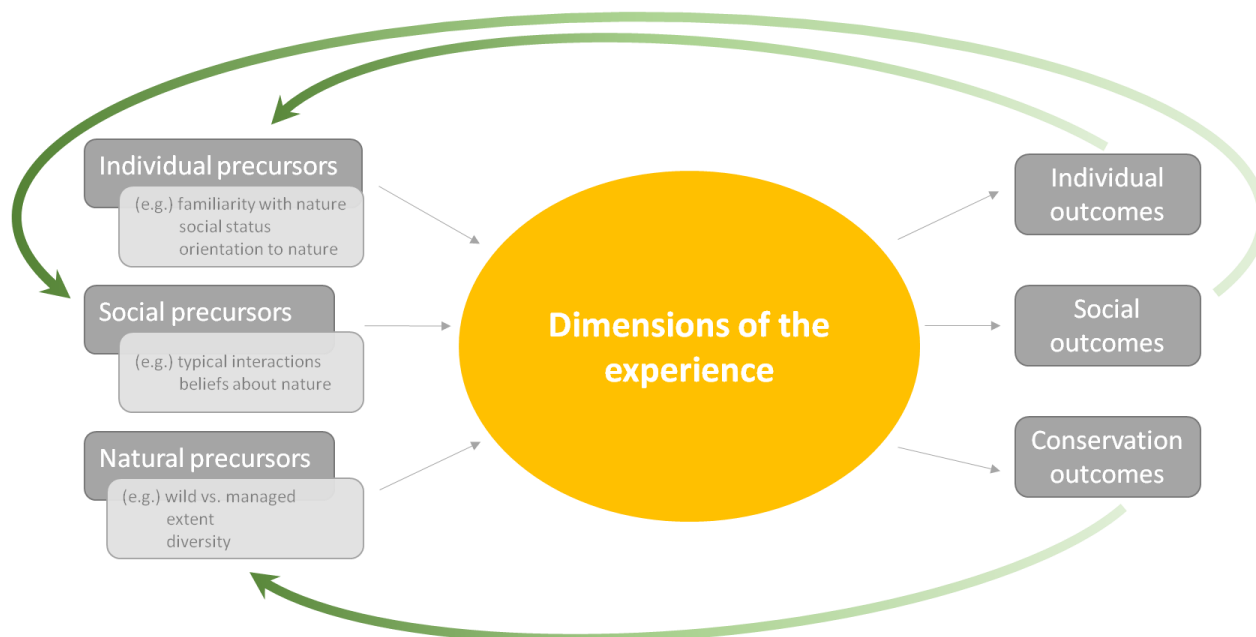 Individual precursors
(e.g.) familiarity with nature
social status
orientation to nature
Social precursors
(e.g.) typical interactions
beliefs about nature
Natural precursors
(e.g.) wild vs. managed
extent
diversity
Dimensions of the
experience
Individual
outcomes
Social
outcomes
Conservation
outcomes